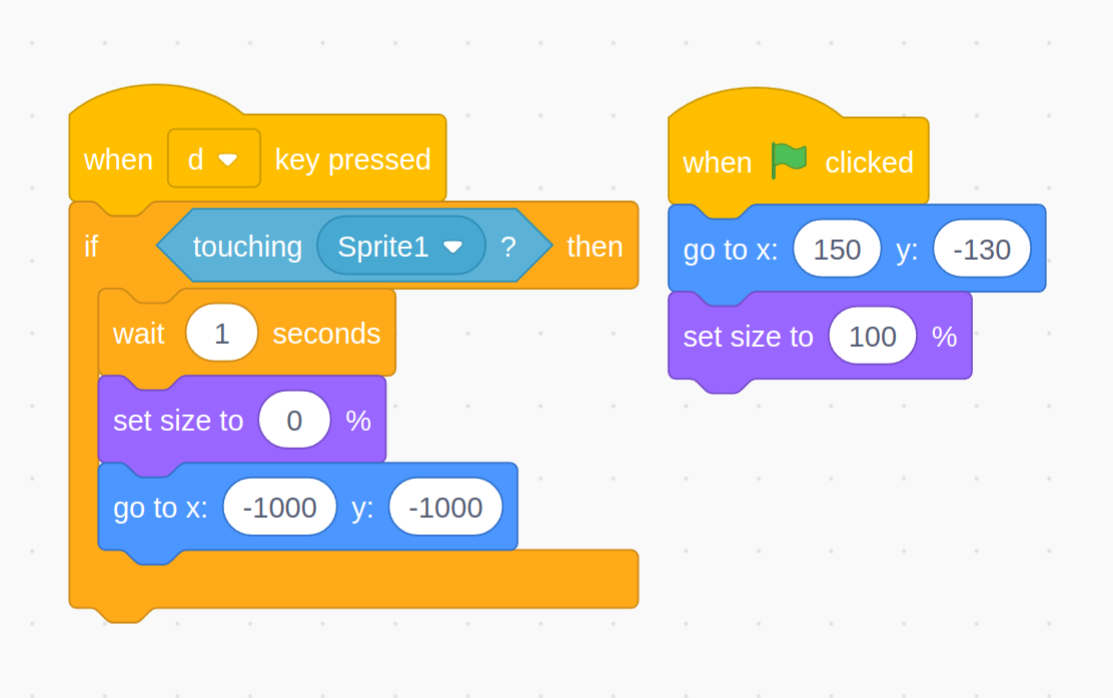 when d key pressed
if touching Sprite1 ? then
wait 1 seconds
set size to 0 %
go to x: -1000 y: -1000
when clicked
go to x: 150 y: -130
set size to 100 %